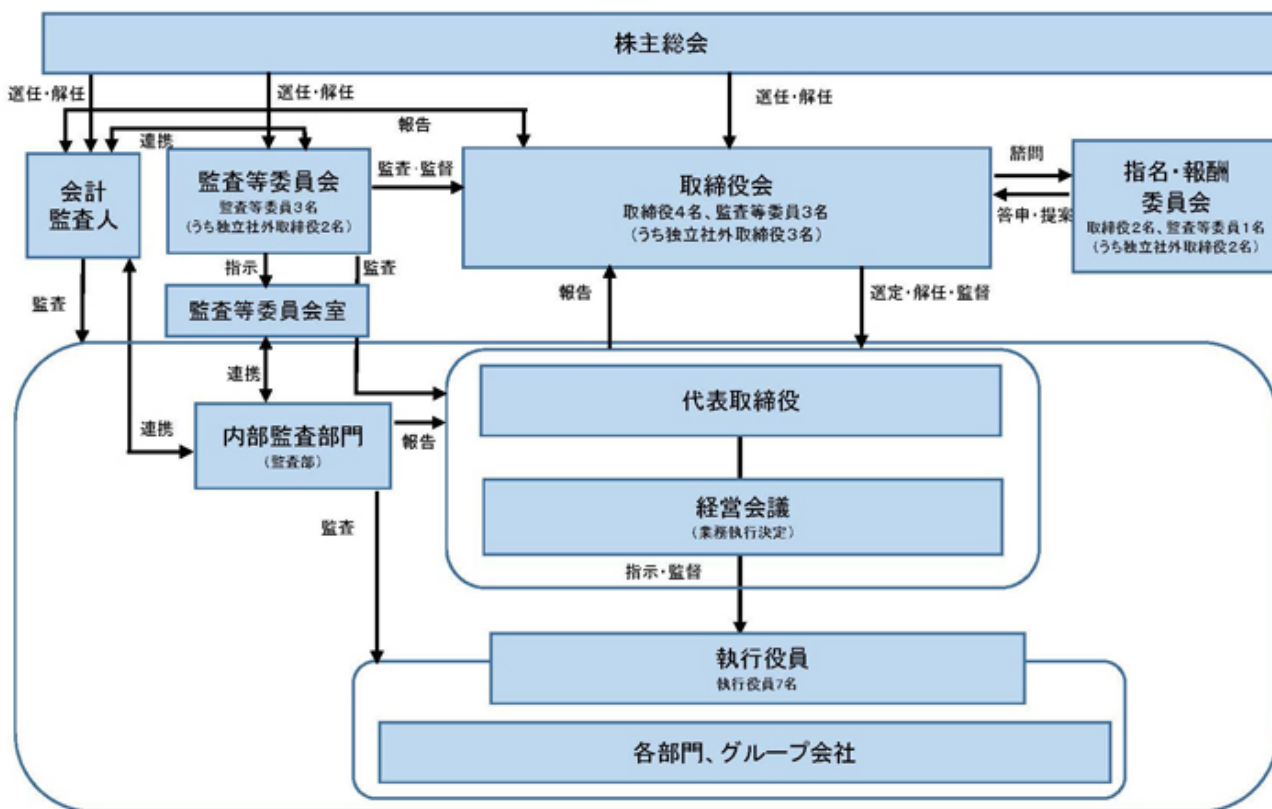 株主総会
選任・解任
選任・解任
選任・解任
報告
連携
会計
監査人
監査等委員会
監査等委員3名
(うち独立社外取締役2名)
監査・監督
取締役会
取締役4名、監査等委員3名
(うち独立社外取締役3名)
諮問
答申・提案
指名・報酬
委員会
取締役2名、監査等委員1名
(うち独立社外取締役2名)
監査
指示
監査
監査等委員会室
報告
選定・解任・監督
連携
連携
内部監査部門
(監査部)
報告
代表取締役
経営会議
(業務執行決定)
監査
指示・監督
執行役員
執行役員7名
各部門、グループ会社